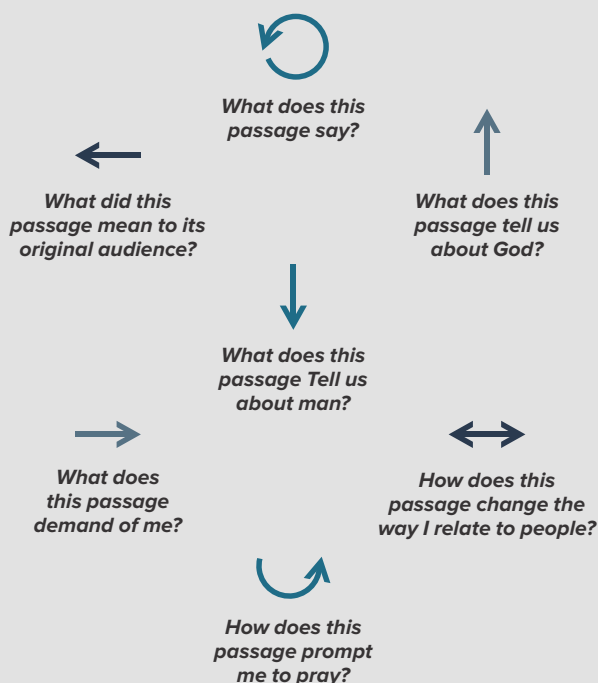 What does this
passage say?
What did this
passage mean to its
original audience?
What does this
passage tell us
about God?
What does this
passage Tell us
about man?
What does
this passage
demand of me?
How does this
passage change the
way I relate to people?
How does this
passage prompt
me to pray?